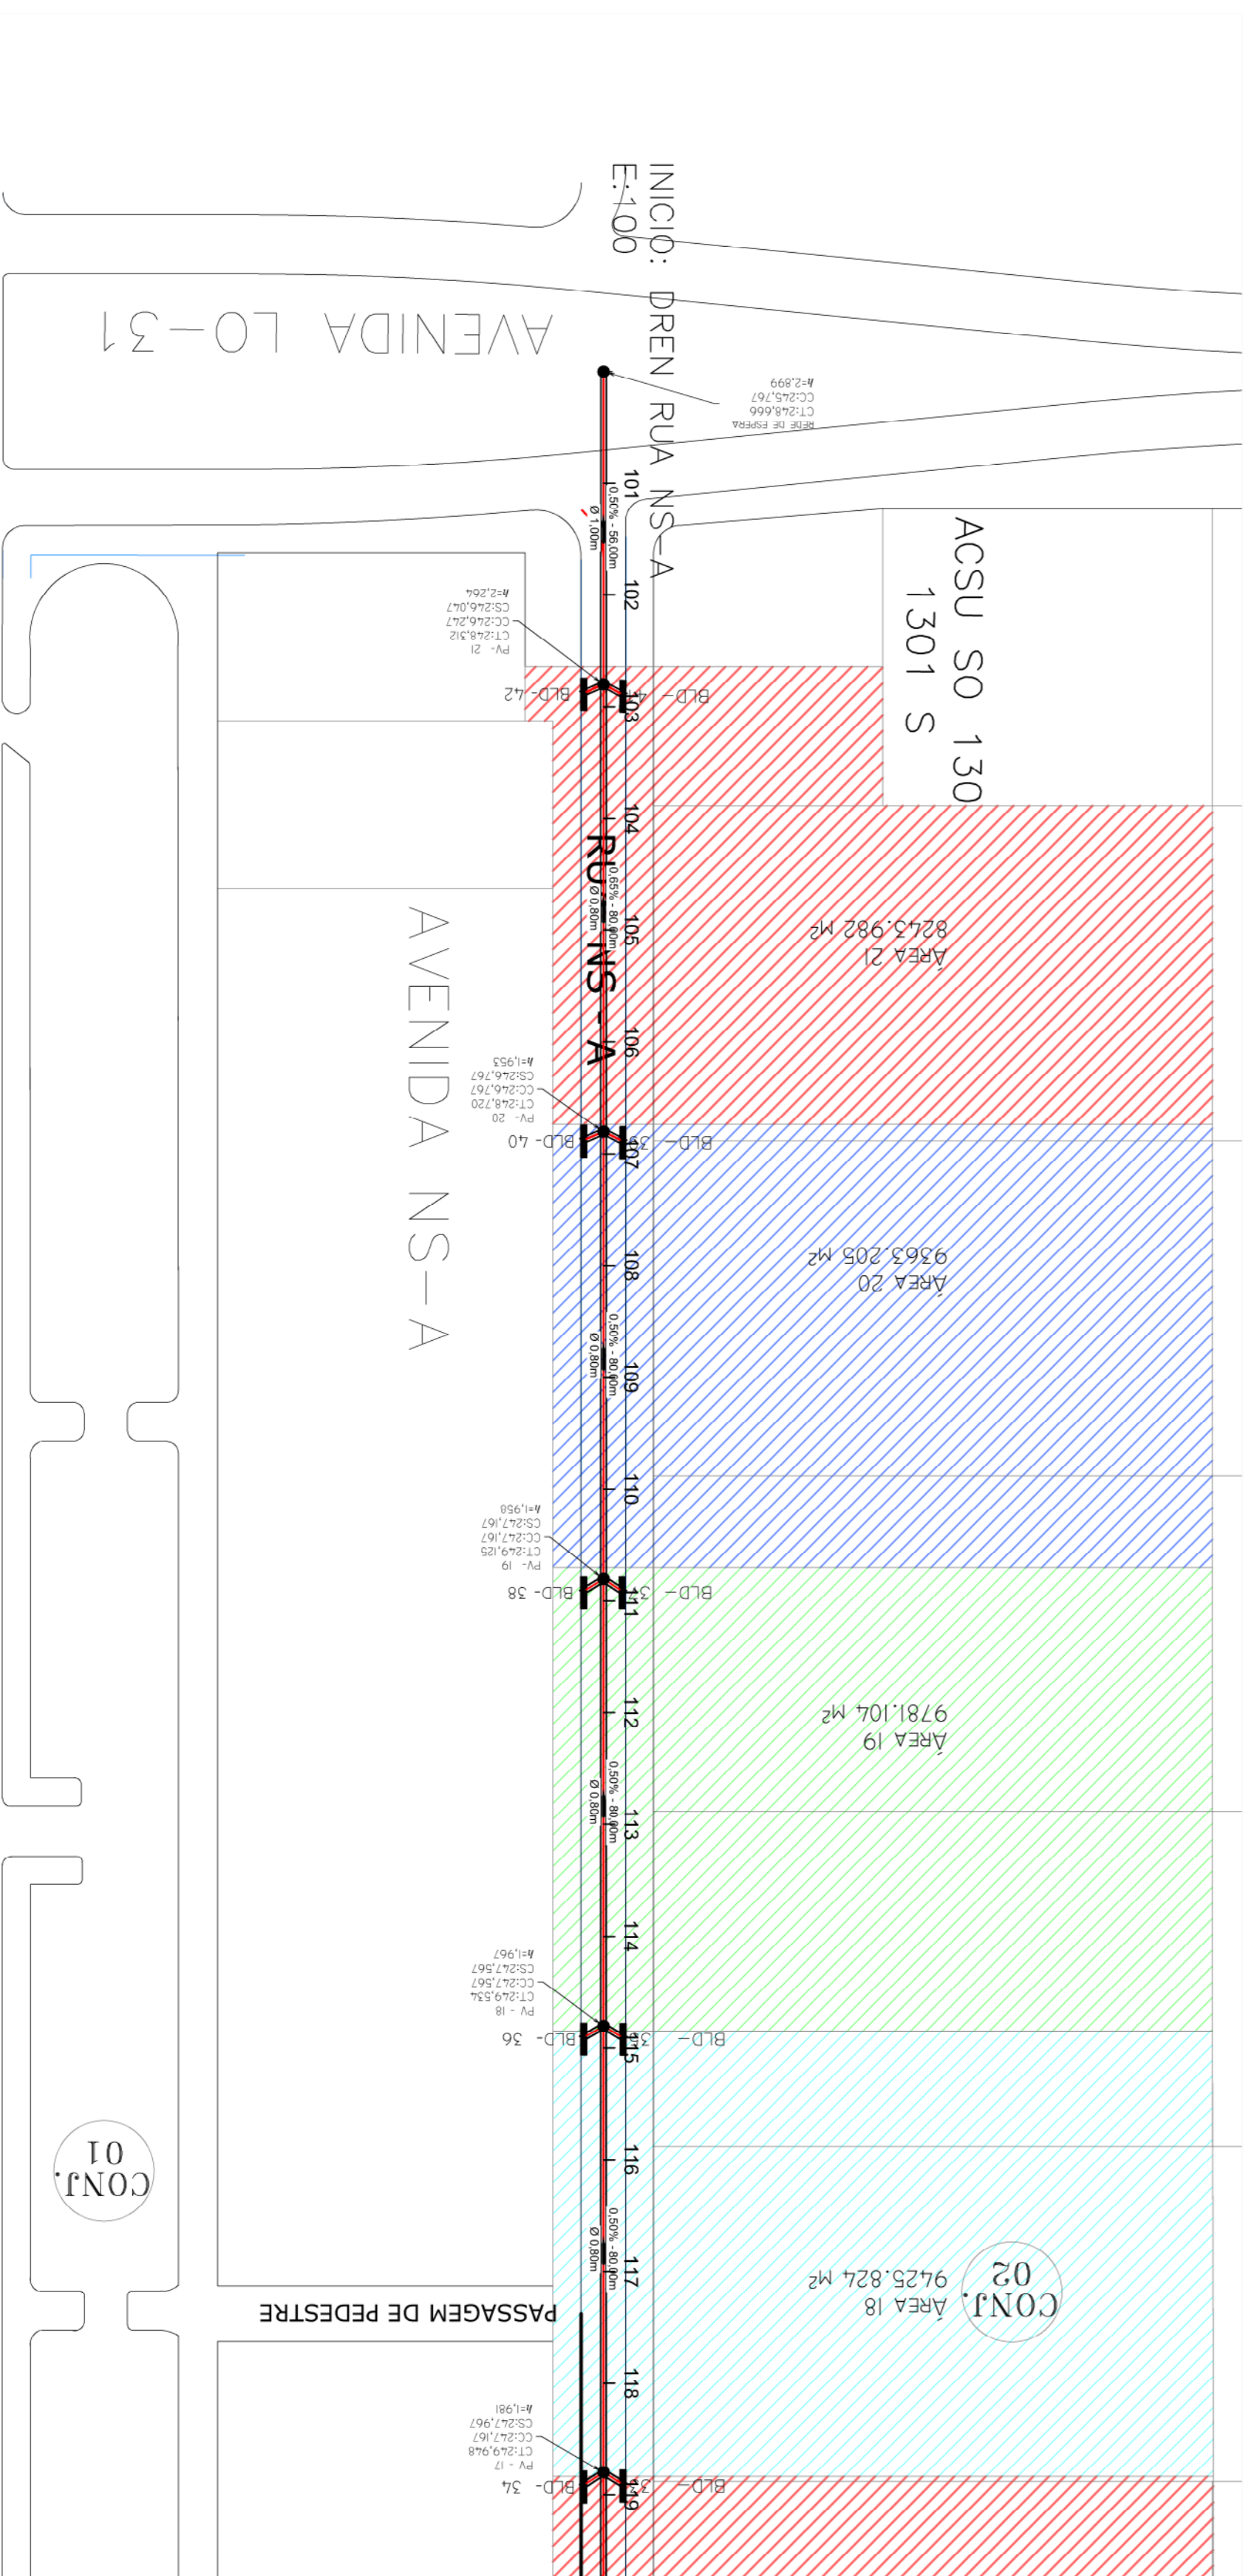 INICIO: DREN RUA NS-A
E:100
AVENIDA LO-31
REDE DE ESPERA
CT:248,666
CC:245,767
h=2.899
101
0,50% - 56,00m
Ø 1,00m
ACSU SO 130
1301 S
102
PV- 21
CT:248,312
CC:246,247
CS:246,047
h=2,264
BLD-42
BLD-
103
104
RUA NS - A
0,65% - 80,00m
Ø 0,80m
105
ÁREA 21
8243.982 M²
AVENIDA NS-A
106
PV- 20
CT:248,720
CC:246,767
CS:246,767
h=1,953
BLD- 40
BLD-
107
108
ÁREA 20
9363.205 M²
0,50% - 80,00m
Ø 0,80m
109
110
PV- 19
CT:249,125
CC:247,167
CS:247,167
h=1,958
BLD- 38
BLD-
111
112
ÁREA 19
9781.104 M²
0,50% - 80,00m
Ø 0,80m
113
114
PV - 18
CT:249,534
CC:247,567
CS:247,567
h=1,967
BLD- 36
BLD-
115
CONJ.
01
116
0,50% - 80,00m
Ø 0,80m
117
ÁREA 18
9425.824 M²
CONJ.
02
PASSAGEM DE PEDESTRE
118
PV - 17
CT:249,948
CC:247,167
CS:247,967
h=1,981
BLD- 34
BLD-
119